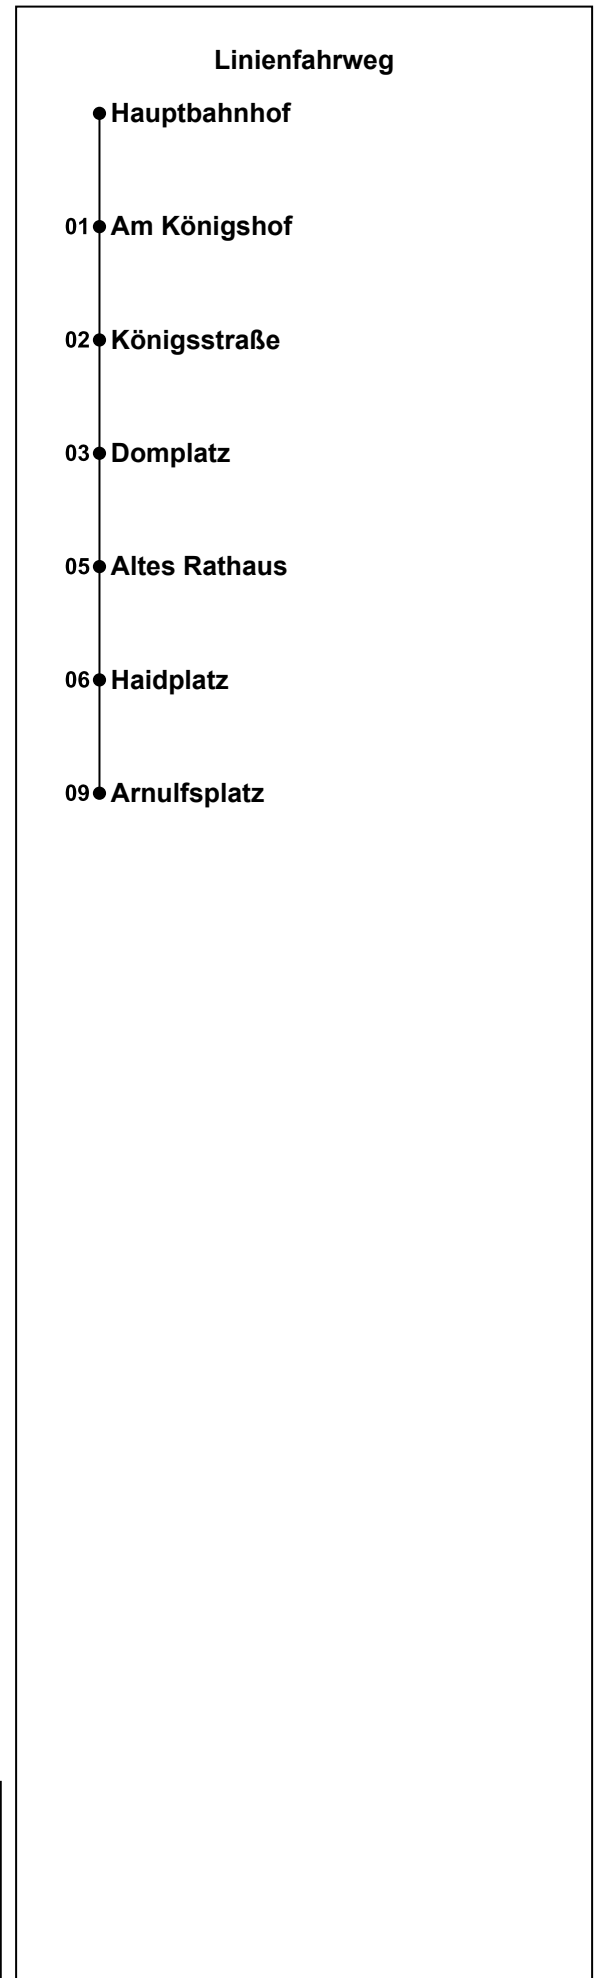 Linienfahrweg
Hauptbahnhof
01 Am Königshof
02 Königsstraße
03 Domplatz
05 Altes Rathaus
06 Haidplatz
09 Arnulfsplatz